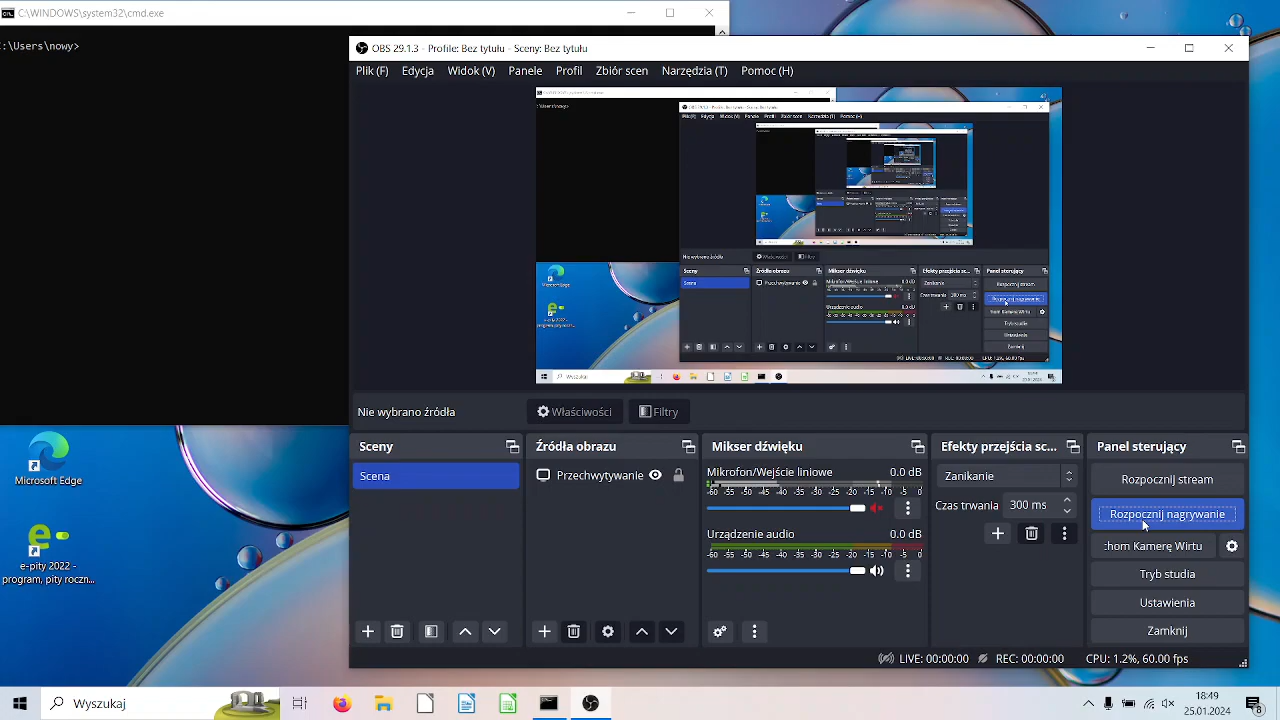 C:\WINDOWS\system32\cmd.exe
:\Users\nowy>
OBS 29.1.3 - Profile: Bez tytułu - Sceny: Bez tytułu
Plik (F) Edycja Widok (V) Panele Profil Zbiór scen Narzędzia (T) Pomoc (H)
Nie wybrano źródła
Właściwości
Filtry
Sceny
Scena
Źródła obrazu
Przechwytywanie
Mikser dźwięku
Mikrofon/Wejście liniowe 0.0 dB
-60 -55 -50 -45 -40 -35 -30 -25 -20 -15 -10 -5 0
Urządzenie audio 0.0 dB
-60 -55 -50 -45 -40 -35 -30 -25 -20 -15 -10 -5 0
Efekty przejścia sc...
Zanikanie
Czas trwania 300 ms
Panel sterujący
Rozpocznij stream
Rozpocznij nagrywanie
:hom Kamerę Wirtu
Tryb studia
Ustawienia
Zamknij
LIVE: 00:00:00 REC: 00:00:00 CPU: 1.2%, 60.00 fps
Microsoft Edge
e-pity 2022 -
program, pity roczn...
Wyszukaj
18:49
25.01.2024